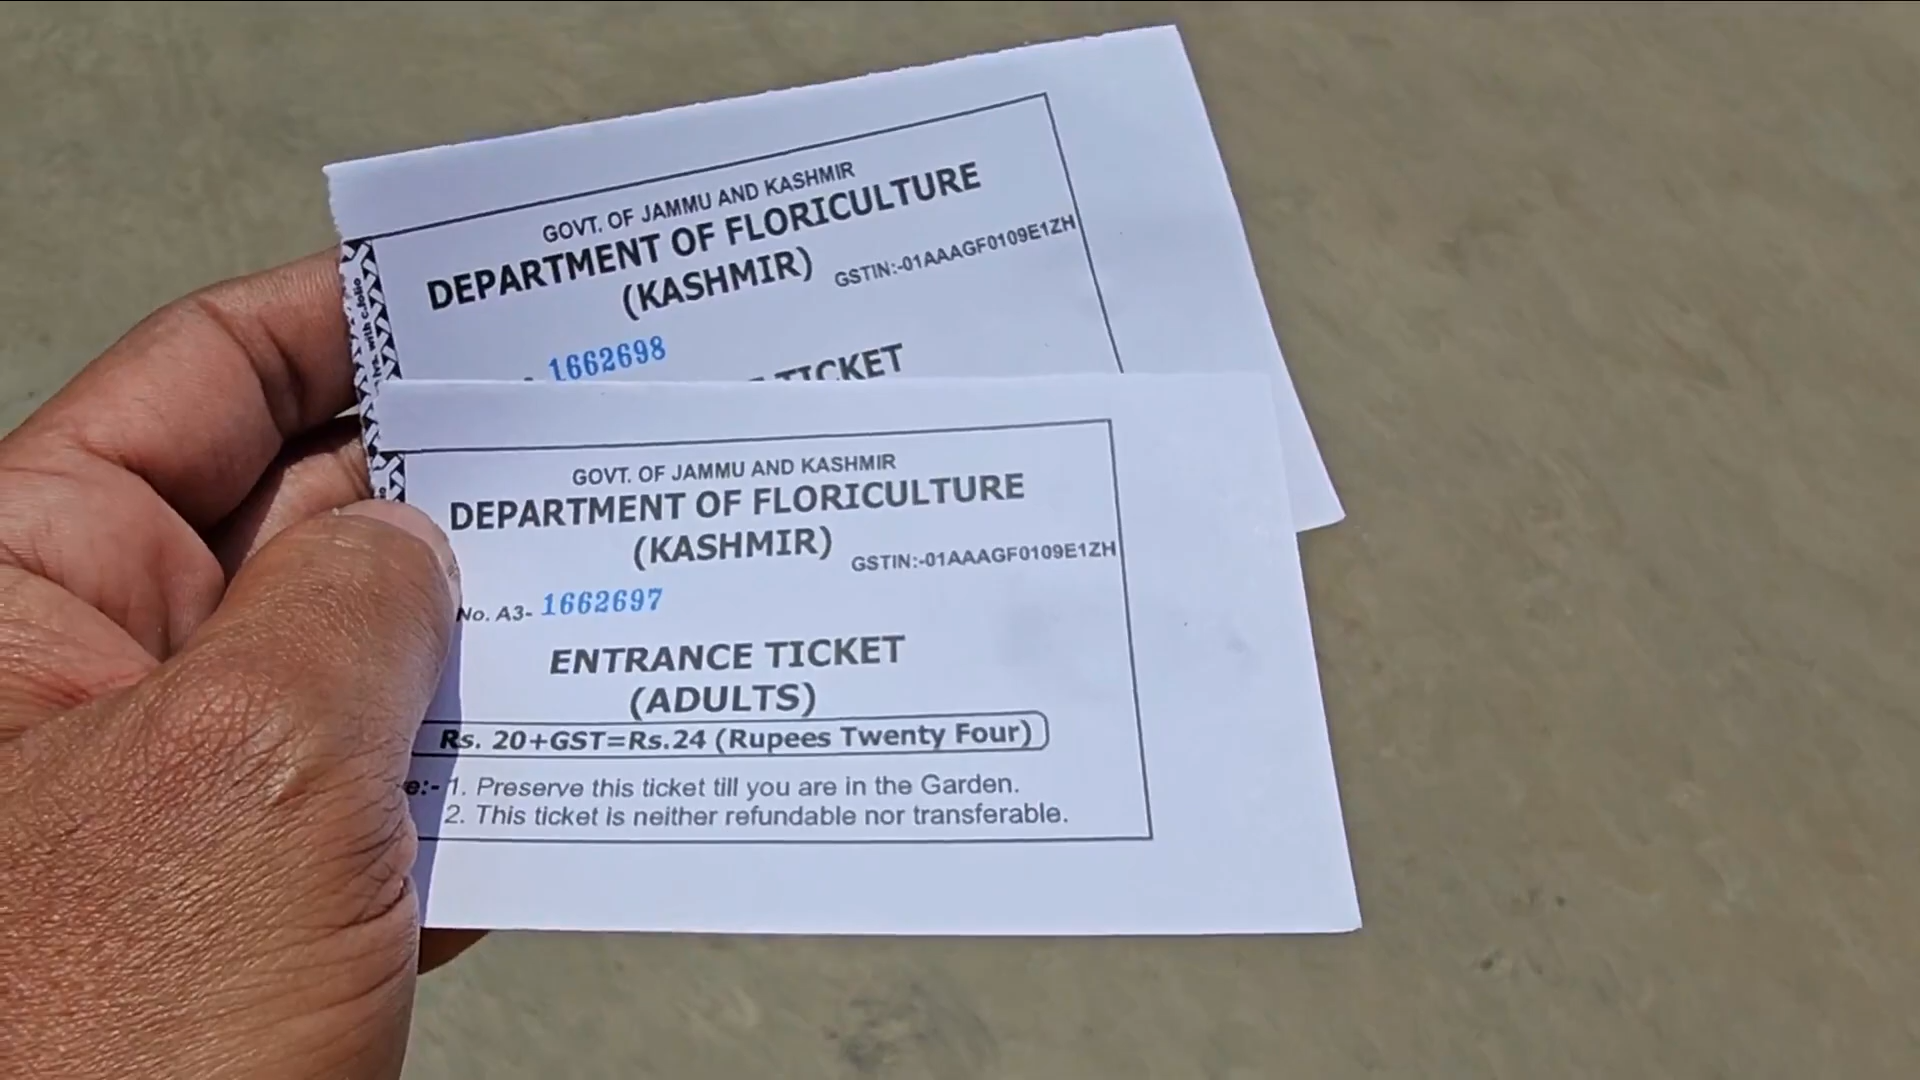 GOVT. OF JAMMU AND KASHMIR
DEPARTMENT OF FLORICULTURE
(KASHMIR)
GSTIN:-01AAAGF0109E1ZH
1662698
TICKET
GOVT. OF JAMMU AND KASHMIR
DEPARTMENT OF FLORICULTURE
(KASHMIR)
GSTIN:-01AAAGF0109E1ZH
No. A3- 1662697
ENTRANCE TICKET
(ADULTS)
Rs. 20+GST=Rs.24 (Rupees Twenty Four)
e:- 1. Preserve this ticket till you are in the Garden.
2. This ticket is neither refundable nor transferable.